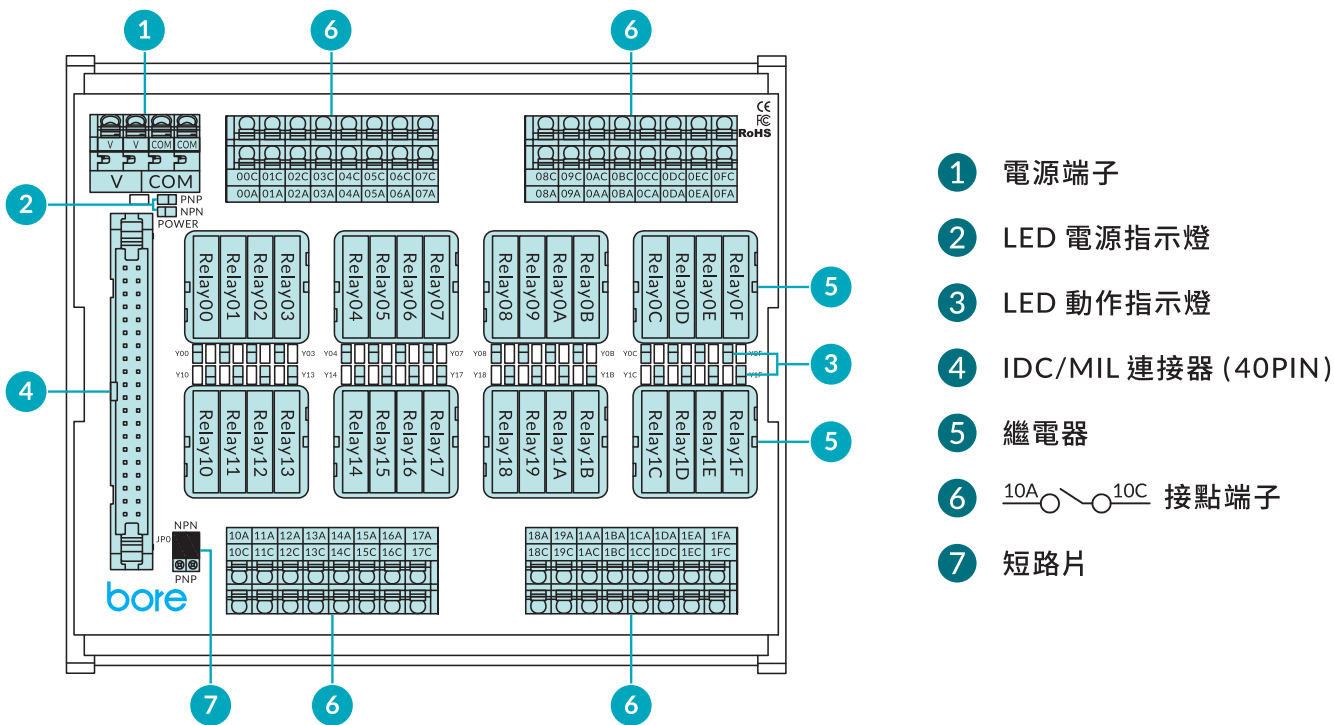 1 6 6
CE
FC
RoHS
V V COM COM
V COM
00C 01C 02C 03C 04C 05C 06C 07C
00A 01A 02A 03A 04A 05A 06A 07A
08C 09C 0AC 0BC 0CC 0DC 0EC 0FC
08A 09A 0AA 0BA 0CA 0DA 0EA 0FA
2
PNP
NPN
POWER
Relay00 Relay01 Relay02 Relay03
Relay04 Relay05 Relay06 Relay07
Relay08 Relay09 Relay0A Relay0B
Relay0C Relay0D Relay0E Relay0F
5
Y00 Y03 Y04 Y07 Y08 Y0B Y0C Y0F
Y10 Y13 Y14 Y17 Y18 Y1B Y1C Y1F
3
4
Relay10 Relay11 Relay12 Relay13
Relay14 Relay15 Relay16 Relay17
Relay18 Relay19 Relay1A Relay1B
Relay1C Relay1D Relay1E Relay1F
5
NPN
JP0
PNP
bore
10A 11A 12A 13A 14A 15A 16A 17A
10C 11C 12C 13C 14C 15C 16C 17C
18A 19A 1AA 1BA 1CA 1DA 1EA 1FA
18C 19C 1AC 1BC 1CC 1DC 1EC 1FC
7 6 6
1 電源端子
2 LED 電源指示燈
3 LED 動作指示燈
4 IDC/MIL 連接器 (40PIN)
5 繼電器
6 10A 10C 接點端子
7 短路片